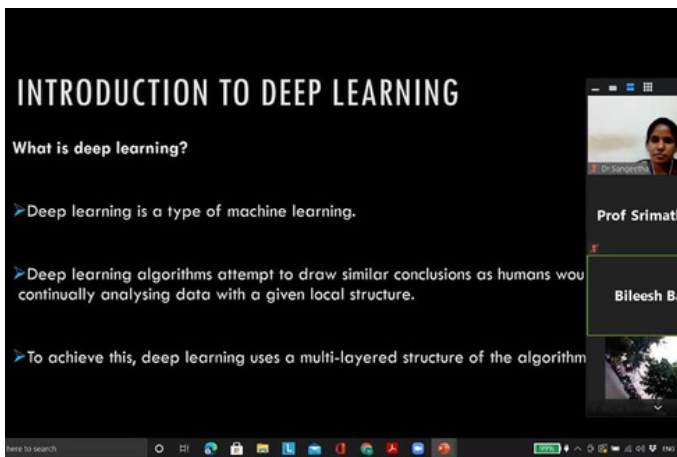 INTRODUCTION TO DEEP LEARNING
What is deep learning?
Deep learning is a type of machine learning.
Deep learning algorithms attempt to draw similar conclusions as humans wou
continually analysing data with a given local structure.
To achieve this, deep learning uses a multi-layered structure of the algorithm
Dr Sangeetha
Prof Srimat
Bileesh B
here to search
99%
ENG